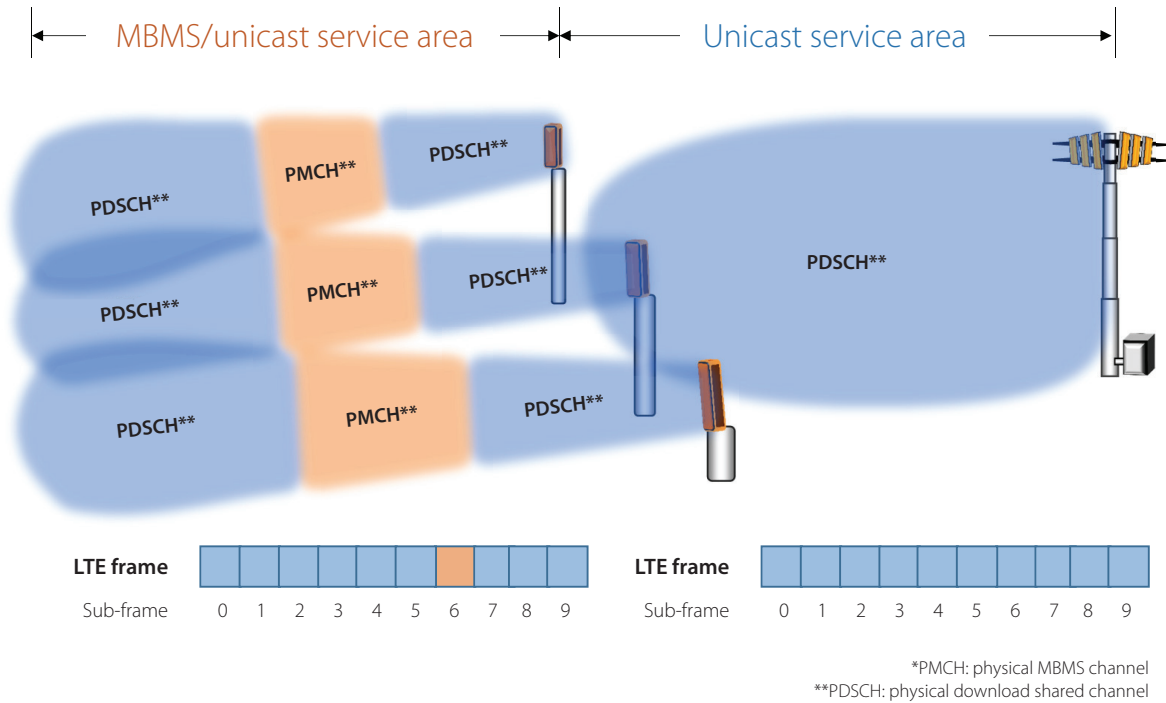 MBMS/unicast service area
Unicast service area
PDSCH**
PMCH**
PDSCH**
PDSCH**
PMCH**
PDSCH**
PDSCH**
PMCH**
PDSCH**
PDSCH**
LTE frame
Sub-frame 0 1 2 3 4 5 6 7 8 9
LTE frame
Sub-frame 0 1 2 3 4 5 6 7 8 9
*PMCH: physical MBMS channel
**PDSCH: physical download shared channel